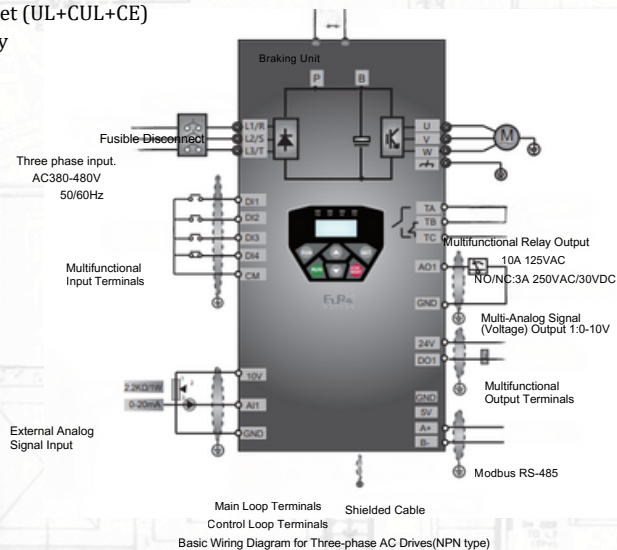 et (UL+CUL+CE)
y
Braking Unit
P B
L1/R
L2/S
L3/T
Fusible Disconnect
Three phase input.
AC380-480V
50/60Hz
U
V
W
M
DI1
DI2
DI3
DI4
CM
Multifunctional
Input Terminals
TA
TB
TC
Multifunctional Relay Output
10A 125VAC
NO/NC:3A 250VAC/30VDC
AO1
GND
Multi-Analog Signal
(Voltage) Output 1:0-10V
RUN
24V
DO1
Multifunctional
Output Terminals
10V
2.2KΩ/1W
0-20mA
AI1
GND
External Analog
Signal Input
GND
5V
A+
B-
Modbus RS-485
Main Loop Terminals
Shielded Cable
Control Loop Terminals
Basic Wiring Diagram for Three-phase AC Drives(NPN type)